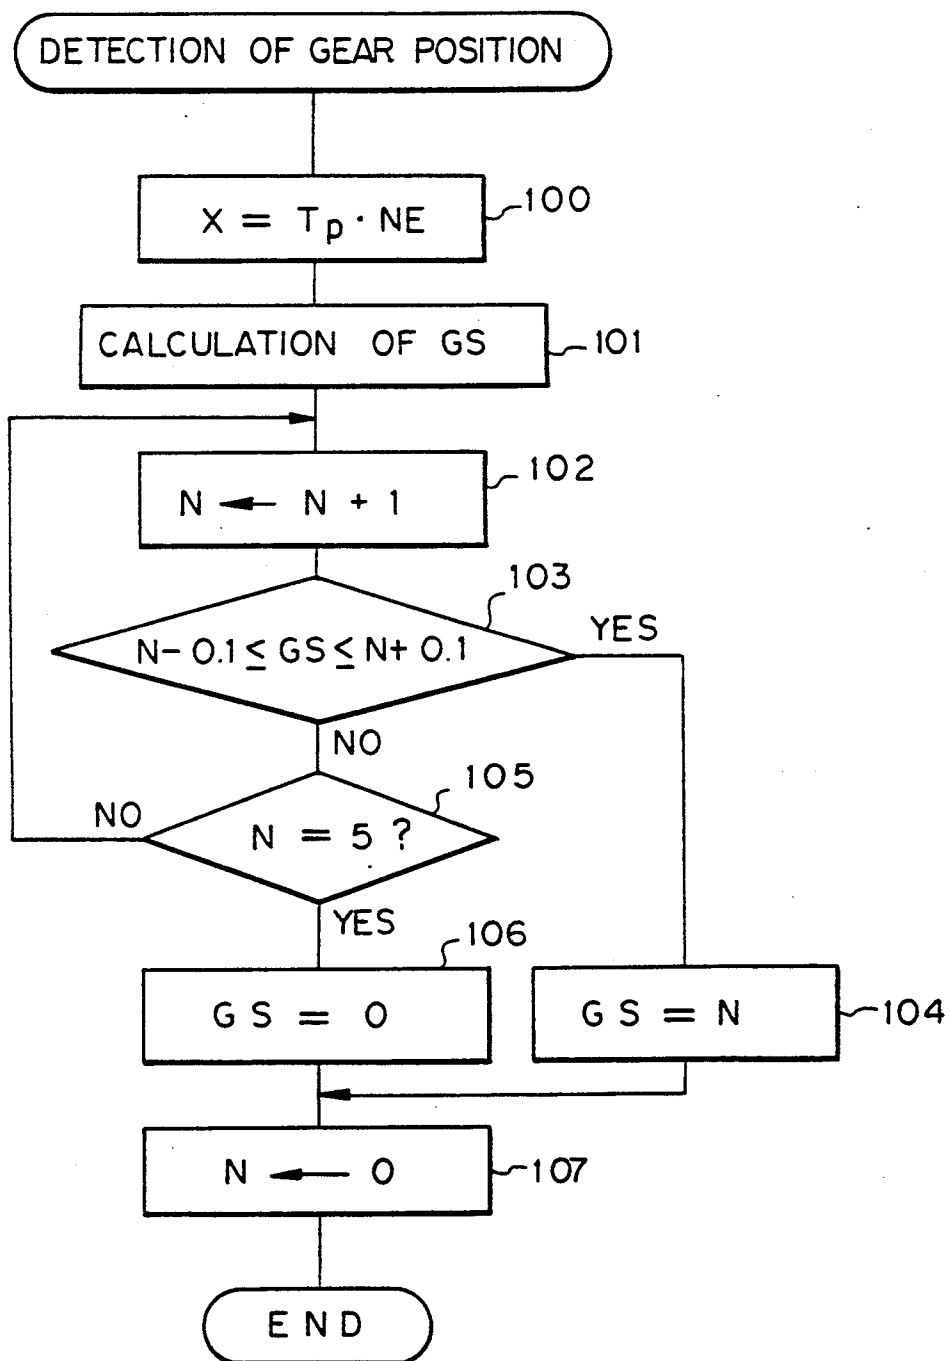 DETECTION OF GEAR POSITION
X = Tp · NE
100
CALCULATION OF GS
101
N ← N + 1
102
103
N - 0.1 ≤ GS ≤ N + 0.1
YES
NO
105
N = 5 ?
NO
YES
106
GS = 0
GS = N
104
N ← 0
107
END